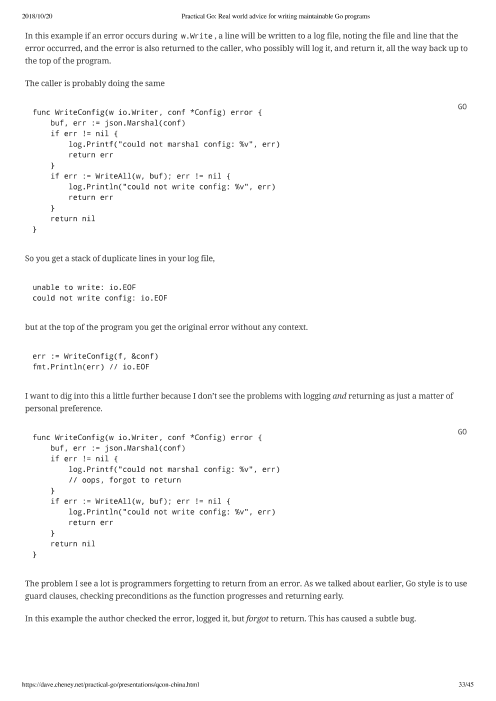 2018/10/20 Practical Go: Real world advice for writing maintainable Go programs
In this example if an error occurs during w.Write, a line will be written to a log file, noting the file and line that the
error occurred, and the error is also returned to the caller, who possibly will log it, and return it, all the way back up to
the top of the program.
The caller is probably doing the same
GO
func WriteConfig(w io.Writer, conf *Config) error {
    buf, err := json.Marshal(conf)
    if err != nil {
        log.Printf("could not marshal config: %v", err)
        return err
    }
    if err := WriteAll(w, buf); err != nil {
        log.Println("could not write config: %v", err)
        return err
    }
    return nil
}
So you get a stack of duplicate lines in your log file,
unable to write: io.EOF
could not write config: io.EOF
but at the top of the program you get the original error without any context.
err := WriteConfig(f, &conf)
fmt.Println(err) // io.EOF
I want to dig into this a little further because I don't see the problems with logging and returning as just a matter of
personal preference.
GO
func WriteConfig(w io.Writer, conf *Config) error {
    buf, err := json.Marshal(conf)
    if err != nil {
        log.Printf("could not marshal config: %v", err)
        // oops, forgot to return
    }
    if err := WriteAll(w, buf); err != nil {
        log.Println("could not write config: %v", err)
        return err
    }
    return nil
}
The problem I see a lot is programmers forgetting to return from an error. As we talked about earlier, Go style is to use
guard clauses, checking preconditions as the function progresses and returning early.
In this example the author checked the error, logged it, but forgot to return. This has caused a subtle bug.
https://dave.cheney.net/practical-go/presentations/qcon-china.html 33/45